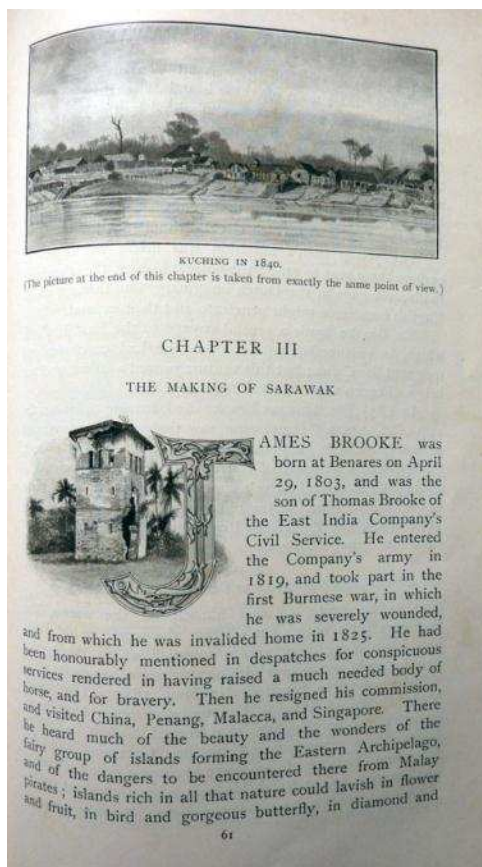 KUCHING IN 1840.
(The picture at the end of this chapter is taken from exactly the same point of view.)
CHAPTER III
THE MAKING OF SARAWAK
JAMES BROOKE was
born at Benares on April
29, 1803, and was the
son of Thomas Brooke of
the East India Company's
Civil Service. He entered
the Company's army in
1819, and took part in the
first Burmese war, in which
he was severely wounded,
and from which he was invalided home in 1825. He had
been honourably mentioned in despatches for conspicuous
services rendered in having raised a much needed body of
horse, and for bravery. Then he resigned his commission,
and visited China, Penang, Malacca, and Singapore. There
he heard much of the beauty and the wonders of the
fairy group of islands forming the Eastern Archipelago,
and of the dangers to be encountered there from Malay
pirates; islands rich in all that nature could lavish in flower
and fruit, in bird and gorgeous butterfly, in diamond and
61